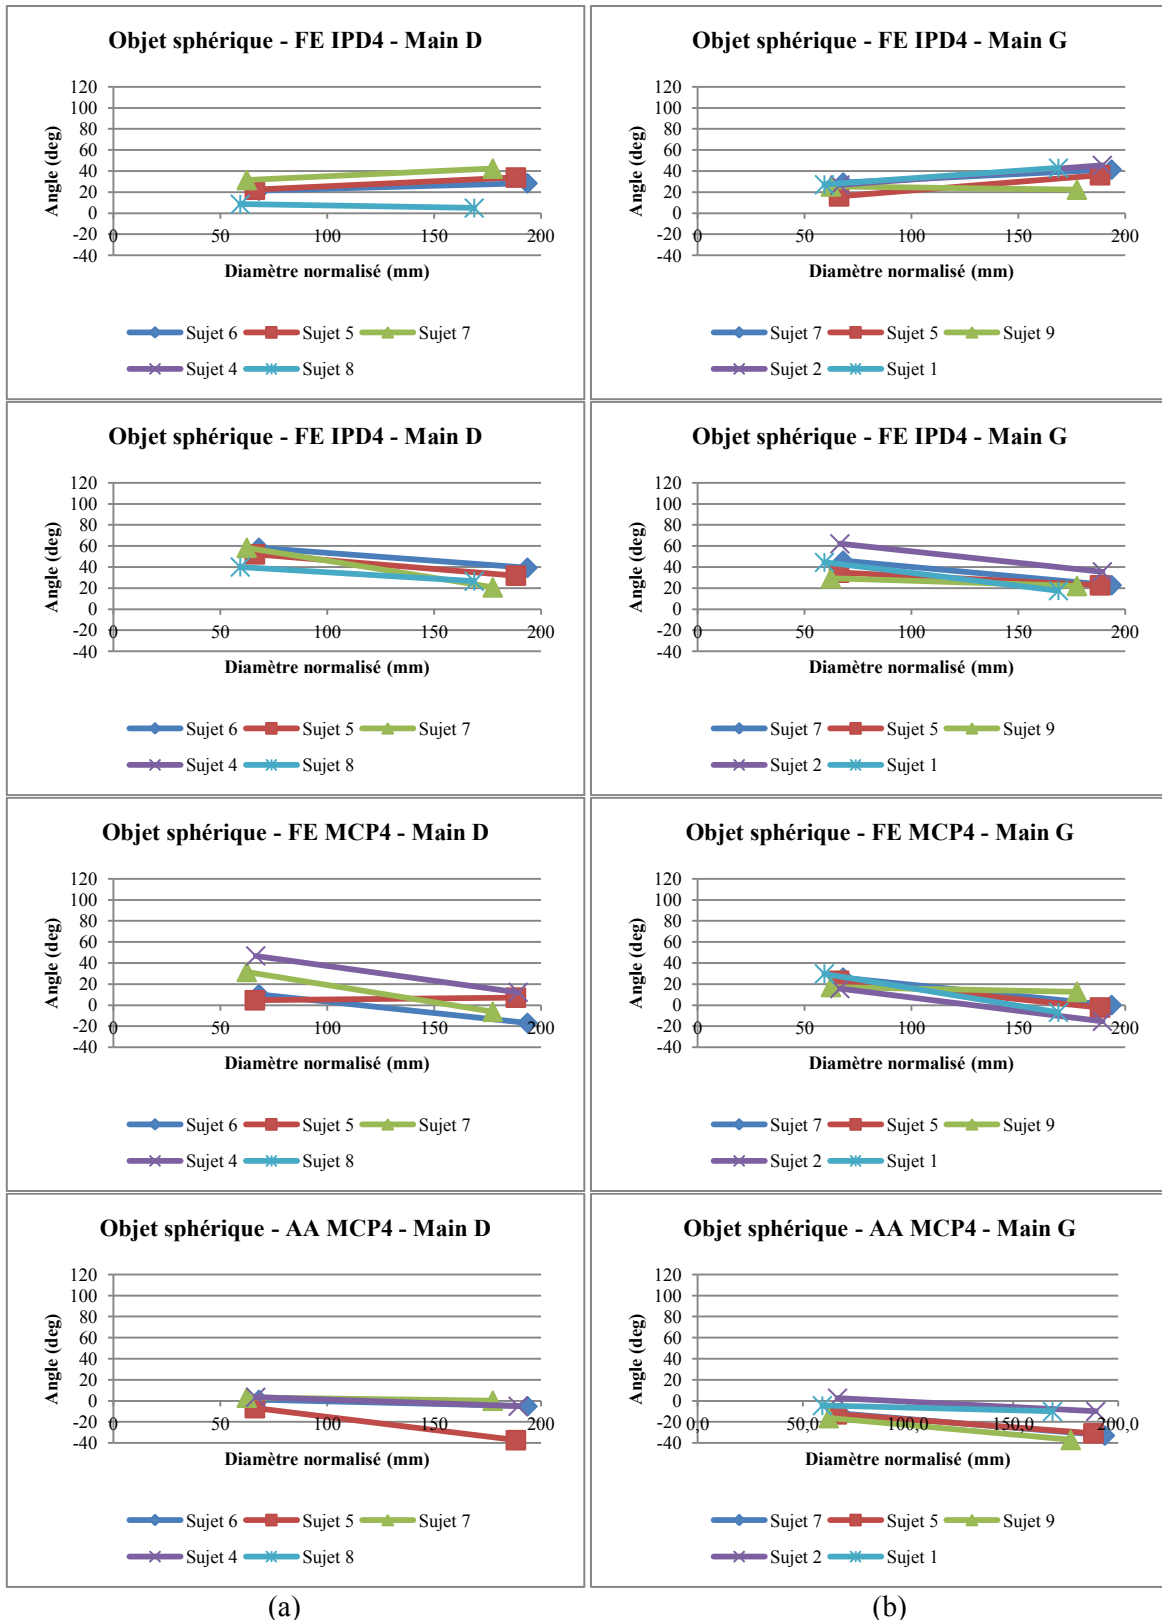 Objet sphérique - FE IPD4 - Main D
120
100
80
60
40
20
0
-20
-40
0 50 100 150 200
Angle (deg)
Diamètre normalisé (mm)
Sujet 6 Sujet 5 Sujet 7
Sujet 4 Sujet 8
Objet sphérique - FE IPD4 - Main G
120
100
80
60
40
20
0
-20
-40
0 50 100 150 200
Angle (deg)
Diamètre normalisé (mm)
Sujet 7 Sujet 5 Sujet 9
Sujet 2 Sujet 1
Objet sphérique - FE IPD4 - Main D
120
100
80
60
40
20
0
-20
-40
0 50 100 150 200
Angle (deg)
Diamètre normalisé (mm)
Sujet 6 Sujet 5 Sujet 7
Sujet 4 Sujet 8
Objet sphérique - FE IPD4 - Main G
120
100
80
60
40
20
0
-20
-40
0 50 100 150 200
Angle (deg)
Diamètre normalisé (mm)
Sujet 7 Sujet 5 Sujet 9
Sujet 2 Sujet 1
Objet sphérique - FE MCP4 - Main D
120
100
80
60
40
20
0
-20
-40
0 50 100 150 200
Angle (deg)
Diamètre normalisé (mm)
Sujet 6 Sujet 5 Sujet 7
Sujet 4 Sujet 8
Objet sphérique - FE MCP4 - Main G
120
100
80
60
40
20
0
-20
-40
0 50 100 150 200
Angle (deg)
Diamètre normalisé (mm)
Sujet 7 Sujet 5 Sujet 9
Sujet 2 Sujet 1
Objet sphérique - AA MCP4 - Main D
120
100
80
60
40
20
0
-20
-40
0 50 100 150 200
Angle (deg)
Diamètre normalisé (mm)
Sujet 6 Sujet 5 Sujet 7
Sujet 4 Sujet 8
Objet sphérique - AA MCP4 - Main G
120
100
80
60
40
20
0
-20
-40
0,0 50,0 100,0 150,0 200,0
Angle (deg)
Diamètre normalisé (mm)
Sujet 7 Sujet 5 Sujet 9
Sujet 2 Sujet 1
(a) (b)